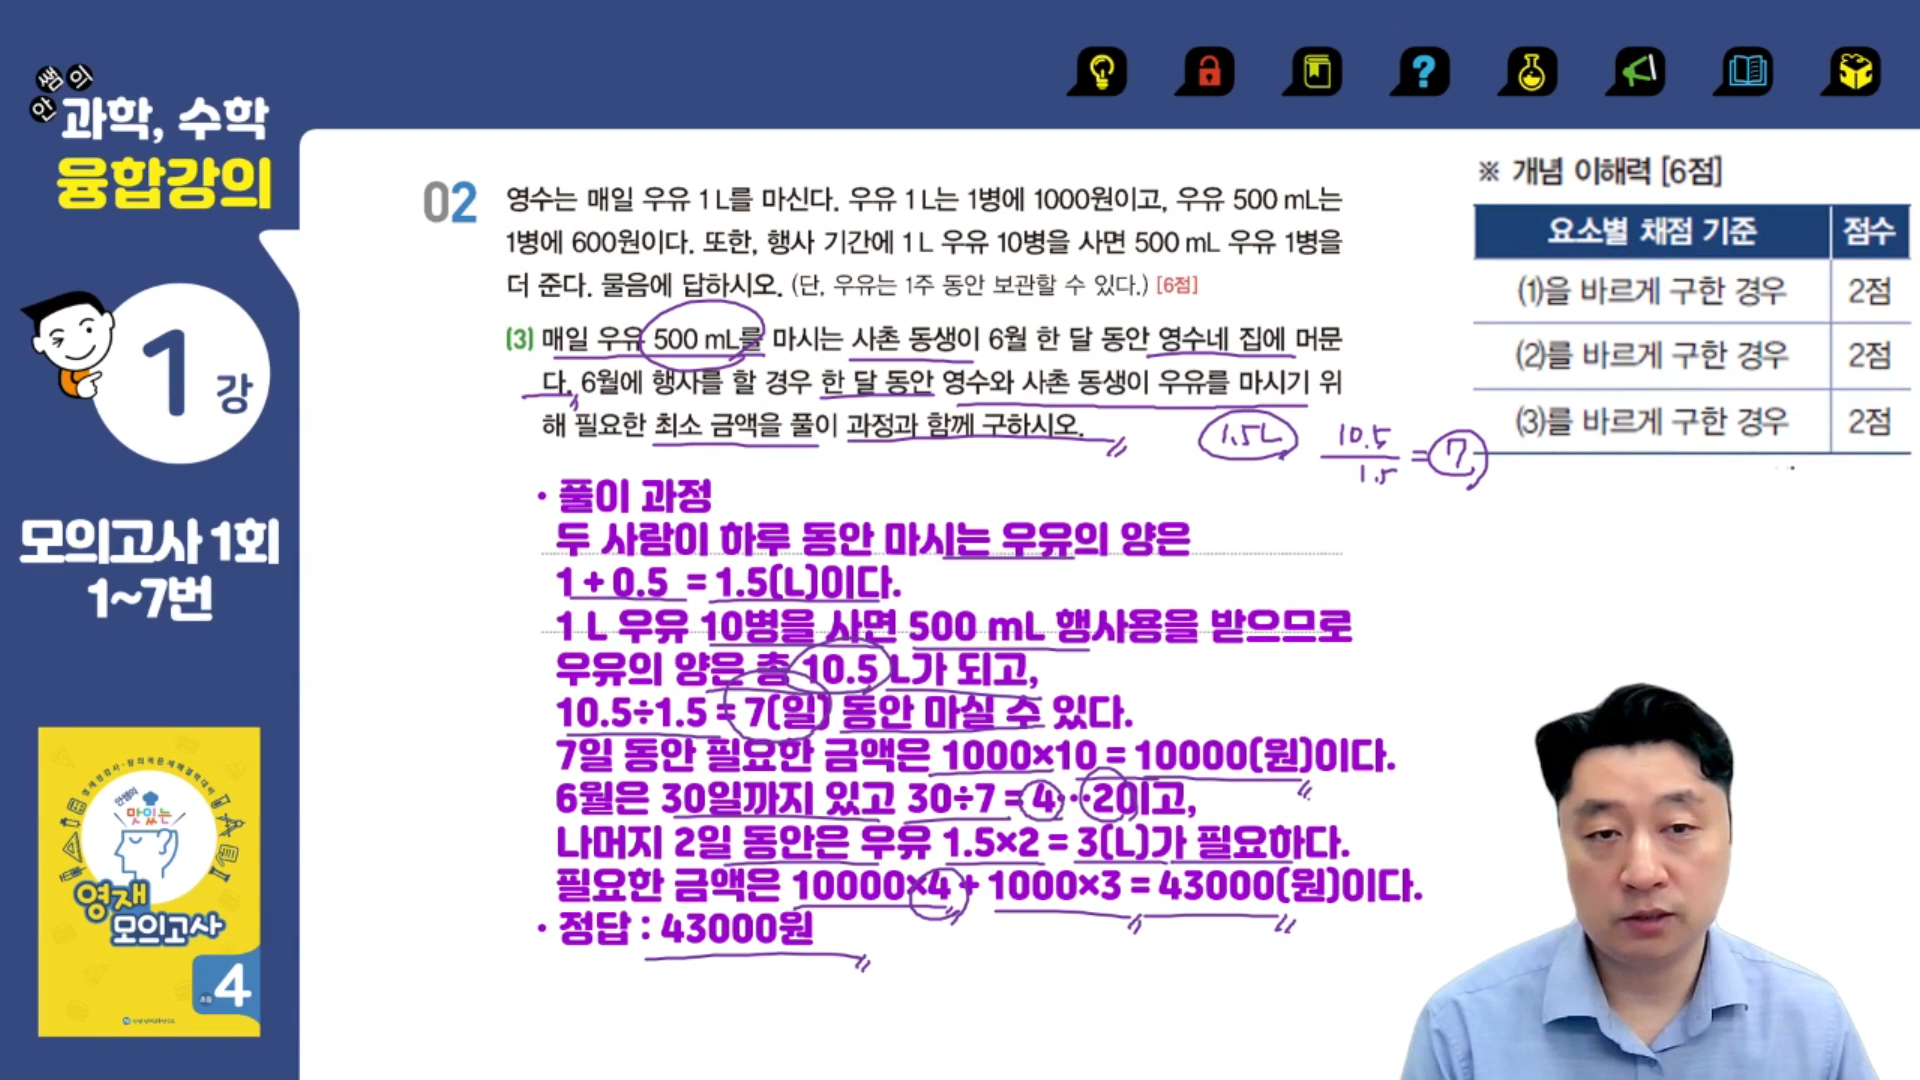 안쌤의
과학, 수학
융합강의
1강
모의고사 1회
1~7번
안쌤의
맛있는
영재
모의고사
초등 4
02 영수는 매일 우유 1 L를 마신다. 우유 1 L는 1병에 1000원이고, 우유 500 mL는
1병에 600원이다. 또한, 행사 기간에 1 L 우유 10병을 사면 500 mL 우유 1병을
더 준다. 물음에 답하시오. (단, 우유는 1주 동안 보관할 수 있다.) [6점]
(3) 매일 우유 500 mL를 마시는 사촌 동생이 6월 한 달 동안 영수네 집에 머문
다. 6월에 행사를 할 경우 한 달 동안 영수와 사촌 동생이 우유를 마시기 위
해 필요한 최소 금액을 풀이 과정과 함께 구하시오.
1.5L 10.5/1.5 = 7
• 풀이 과정
두 사람이 하루 동안 마시는 우유의 양은
1 + 0.5 = 1.5(L)이다.
1 L 우유 10병을 사면 500 mL 행사용을 받으므로
우유의 양은 총 10.5 L가 되고,
10.5÷1.5 = 7(일) 동안 마실 수 있다.
7일 동안 필요한 금액은 1000×10 = 10000(원)이다.
6월은 30일까지 있고 30÷7 = 4···2이고,
나머지 2일 동안은 우유 1.5×2 = 3(L)가 필요하다.
필요한 금액은 10000×4 + 1000×3 = 43000(원)이다.
• 정답 : 43000원
※ 개념 이해력 [6점]
요소별 채점 기준 점수
(1)을 바르게 구한 경우 2점
(2)를 바르게 구한 경우 2점
(3)를 바르게 구한 경우 2점